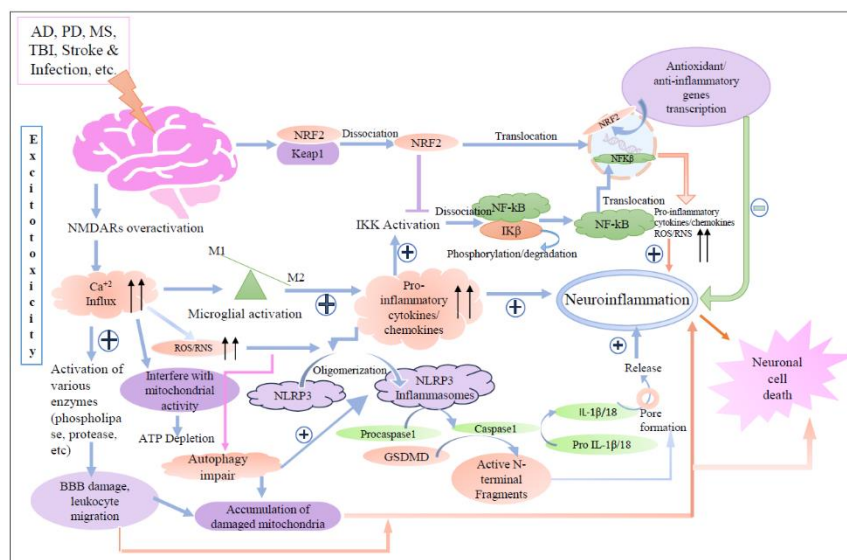 AD, PD, MS,
TBI, Stroke &
Infection, etc.
Excitotoxicity
NRF2
Keap1
Dissociation
NRF2
Translocation
NRF2
NFKβ
Antioxidant/
anti-inflammatory
genes
transcription
NMDARs overactivation
IKK Activation
Dissociation
NF-kB
IKβ
Phosphorylation/degradation
NF-kB
Translocation
Pro-inflammatory
cytokines/chemokines
ROS/RNS
Ca+2
Influx
M1
M2
Microglial activation
Pro-
inflammatory
cytokines/
chemokines
Neuroinflammation
Neuronal
cell
death
ROS/RNS
Activation of
various
enzymes
(phospholipa
se, protease,
etc)
Interfere with
mitochondrial
activity
ATP Depletion
Oligomerization
NLRP3
NLRP3
Inflammasomes
Procaspase1
Caspase1
GSDMD
Active N-
terminal
Fragments
IL-1β/18
Pro IL-1β/18
Release
Pore
formation
Autophagy
impair
BBB damage,
leukocyte
migration
Accumulation of
damaged mitochondria